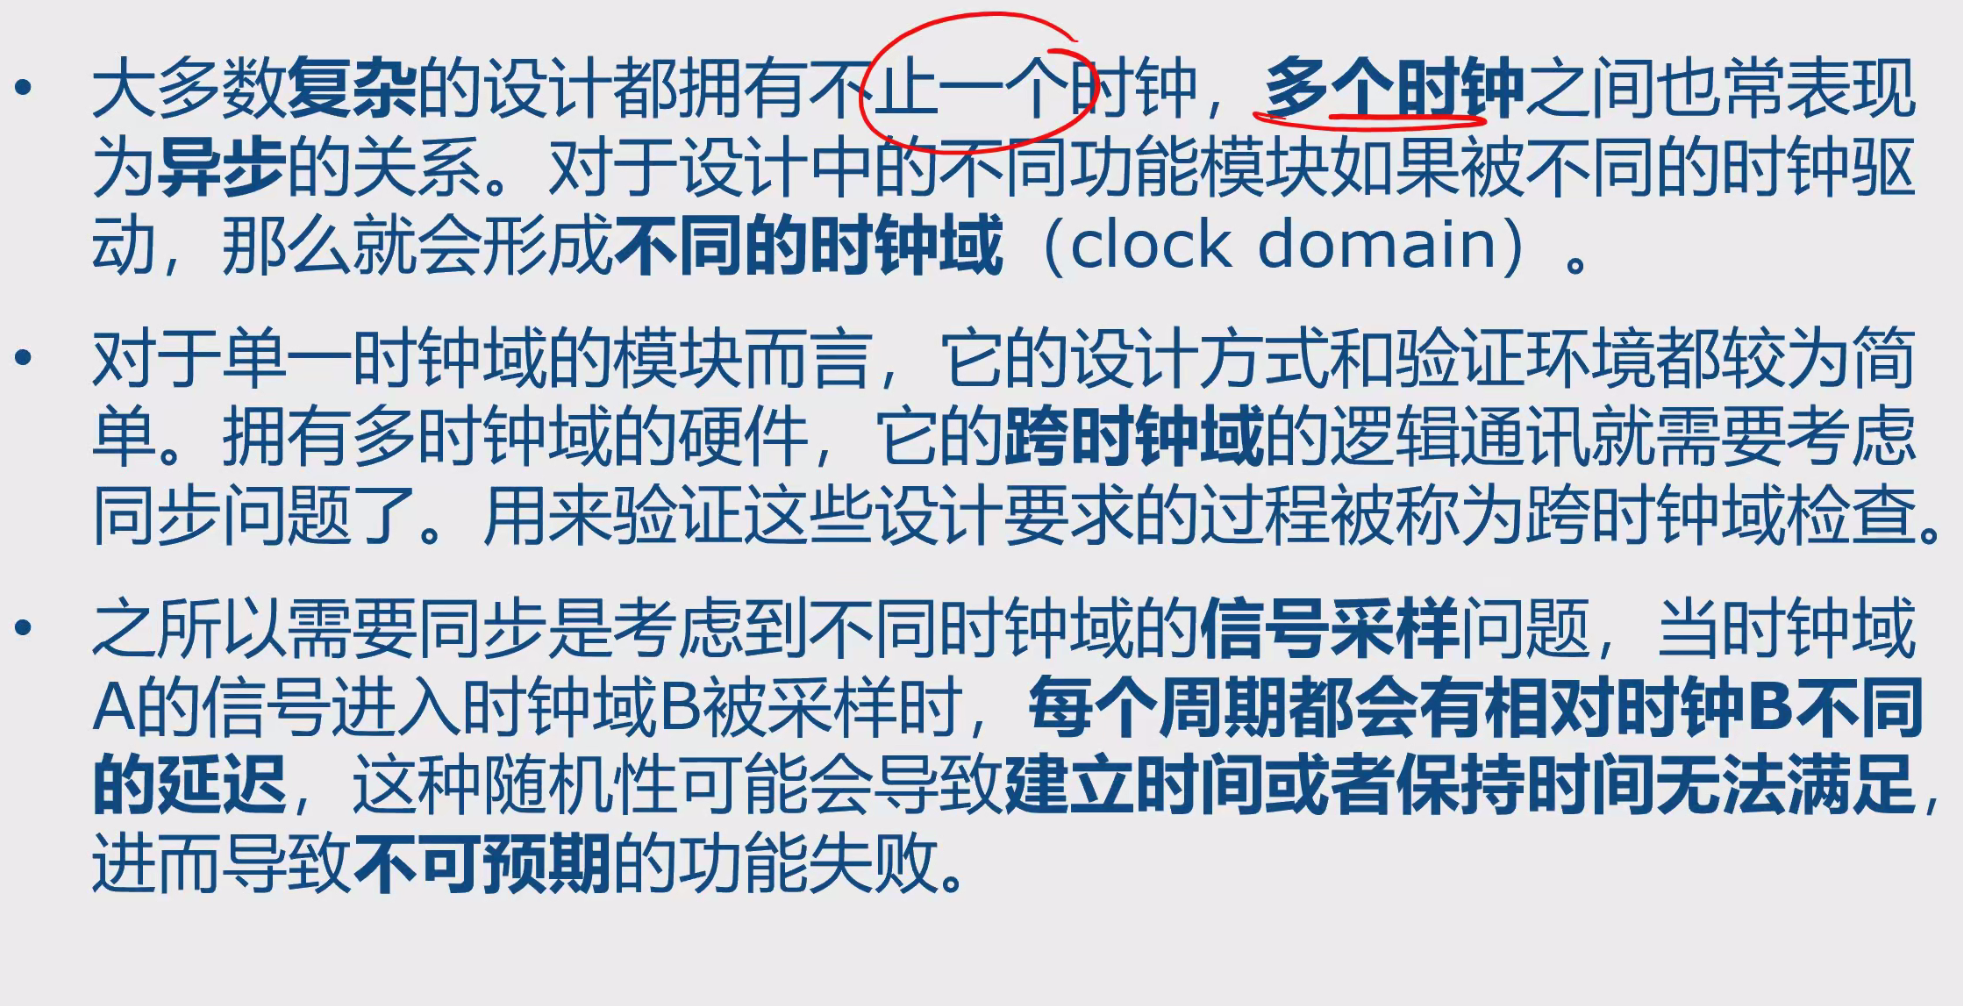 • 大多数复杂的设计都拥有不止一个时钟，多个时钟之间也常表现
为异步的关系。对于设计中的不同功能模块如果被不同的时钟驱
动，那么就会形成不同的时钟域（clock domain）。
• 对于单一时钟域的模块而言，它的设计方式和验证环境都较为简
单。拥有多时钟域的硬件，它的跨时钟域的逻辑通讯就需要考虑
同步问题了。用来验证这些设计要求的过程被称为跨时钟域检查。
• 之所以需要同步是考虑到不同时钟域的信号采样问题，当时钟域
A的信号进入时钟域B被采样时，每个周期都会有相对时钟B不同
的延迟，这种随机性可能会导致建立时间或者保持时间无法满足，
进而导致不可预期的功能失败。